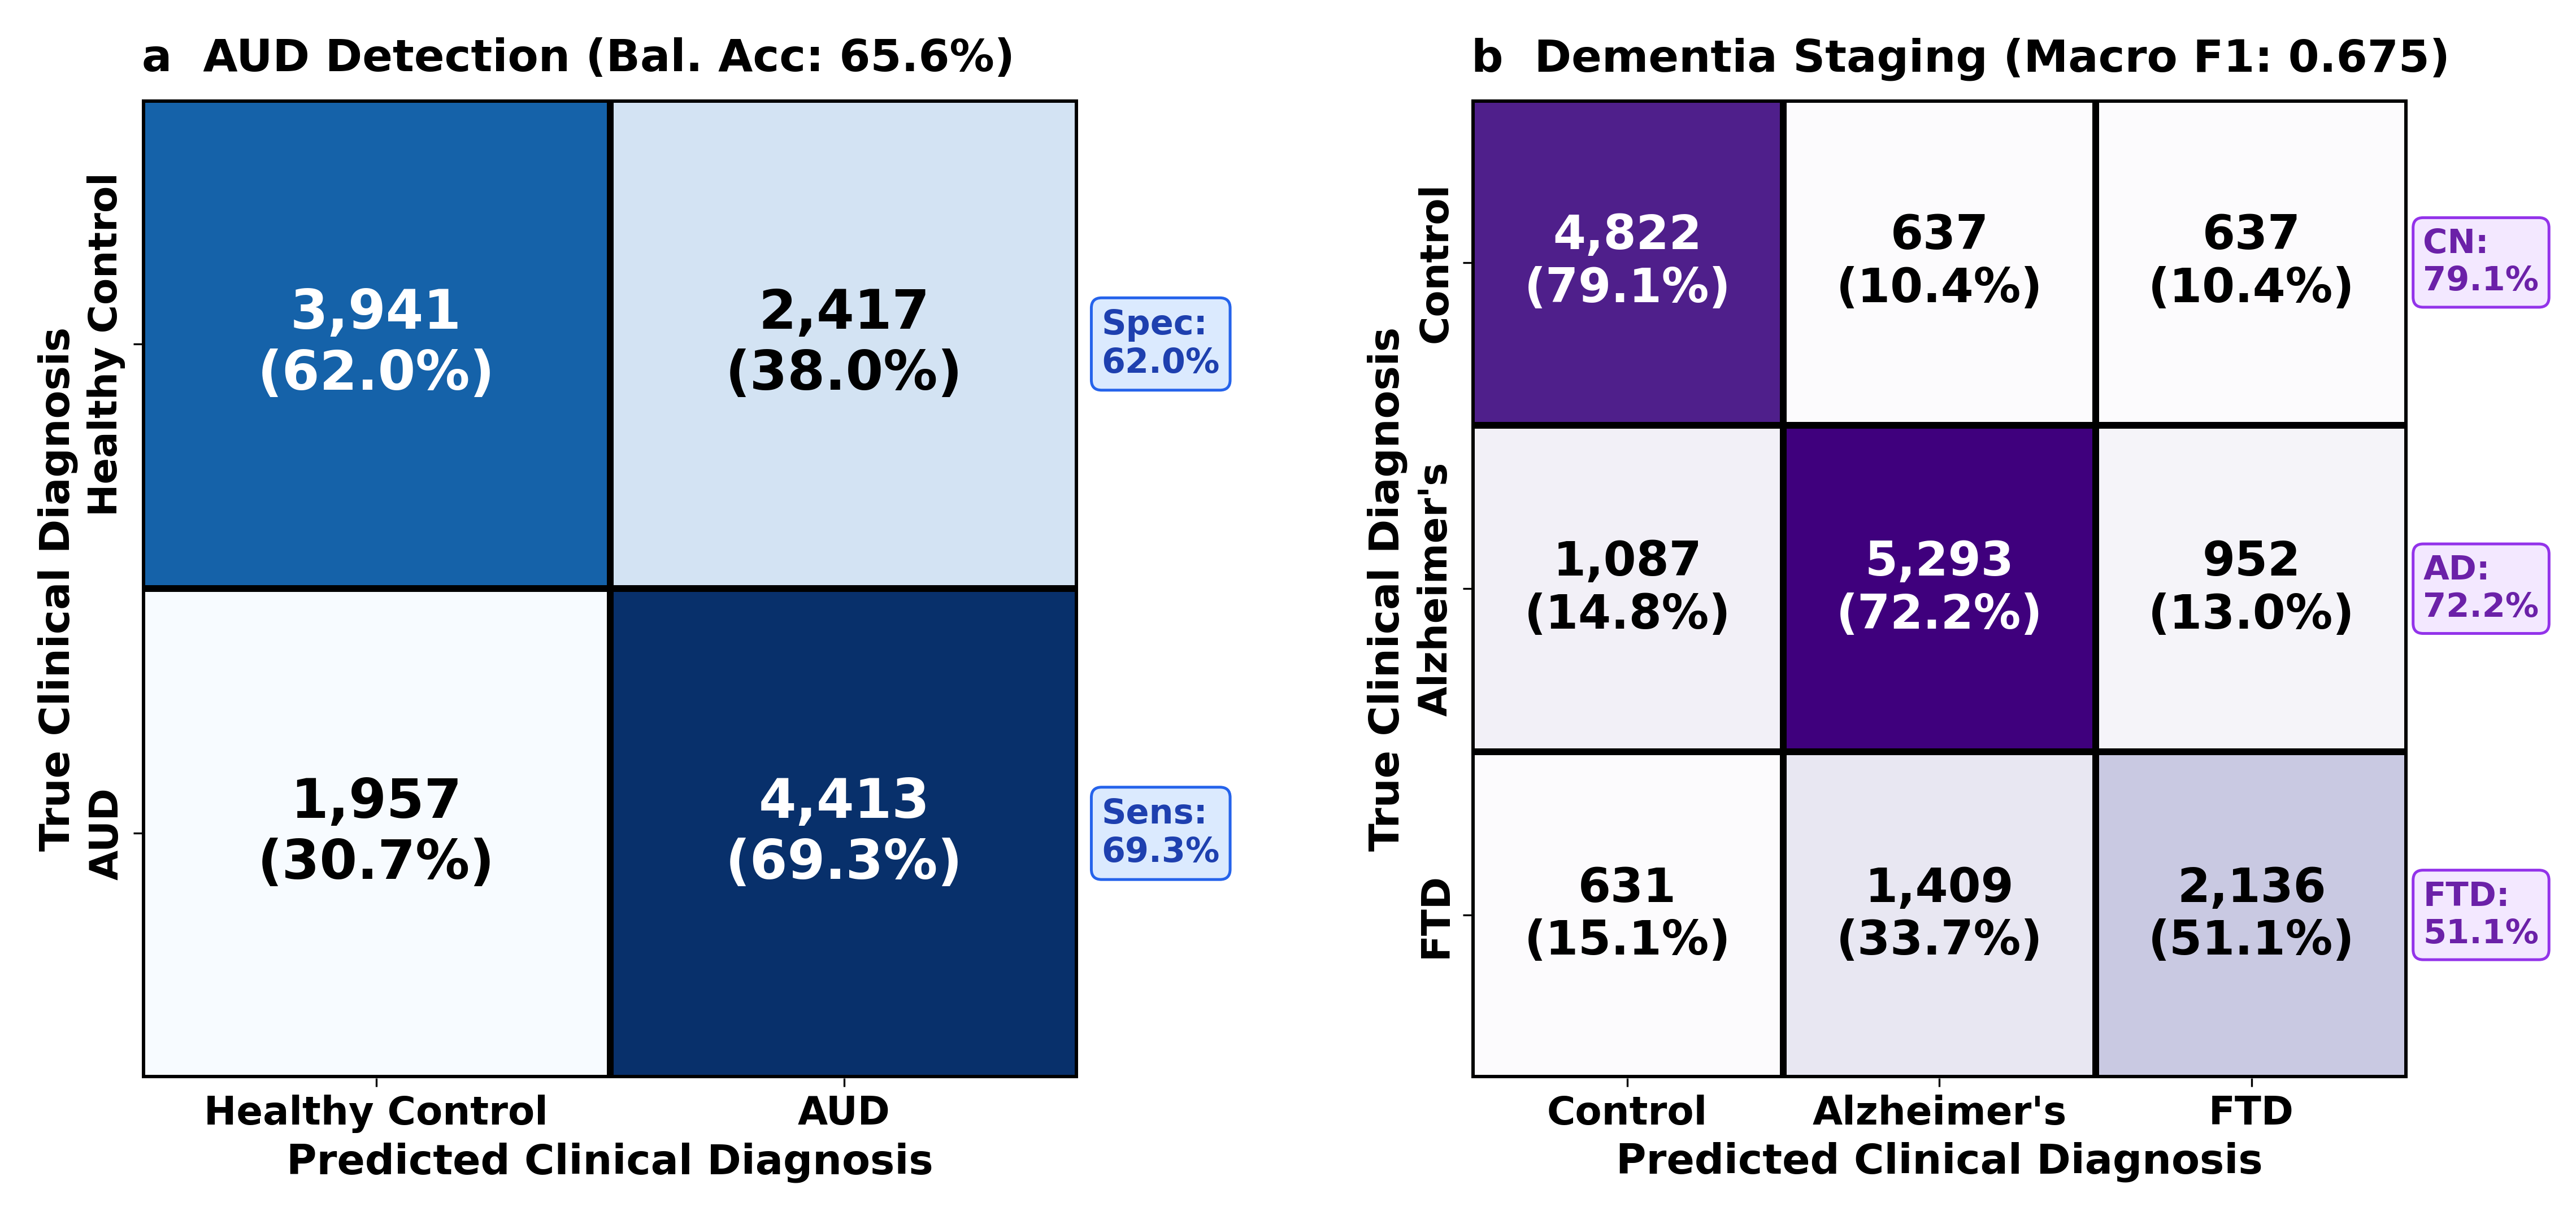 a AUD Detection (Bal. Acc: 65.6%)
True Clinical Diagnosis
Healthy Control
AUD
3,941
(62.0%)
2,417
(38.0%)
Spec:
62.0%
1,957
(30.7%)
4,413
(69.3%)
Sens:
69.3%
Healthy Control
AUD
Predicted Clinical Diagnosis
b Dementia Staging (Macro F1: 0.675)
True Clinical Diagnosis
Control
Alzheimer's
FTD
4,822
(79.1%)
637
(10.4%)
637
(10.4%)
CN:
79.1%
1,087
(14.8%)
5,293
(72.2%)
952
(13.0%)
AD:
72.2%
631
(15.1%)
1,409
(33.7%)
2,136
(51.1%)
FTD:
51.1%
Control
Alzheimer's
FTD
Predicted Clinical Diagnosis